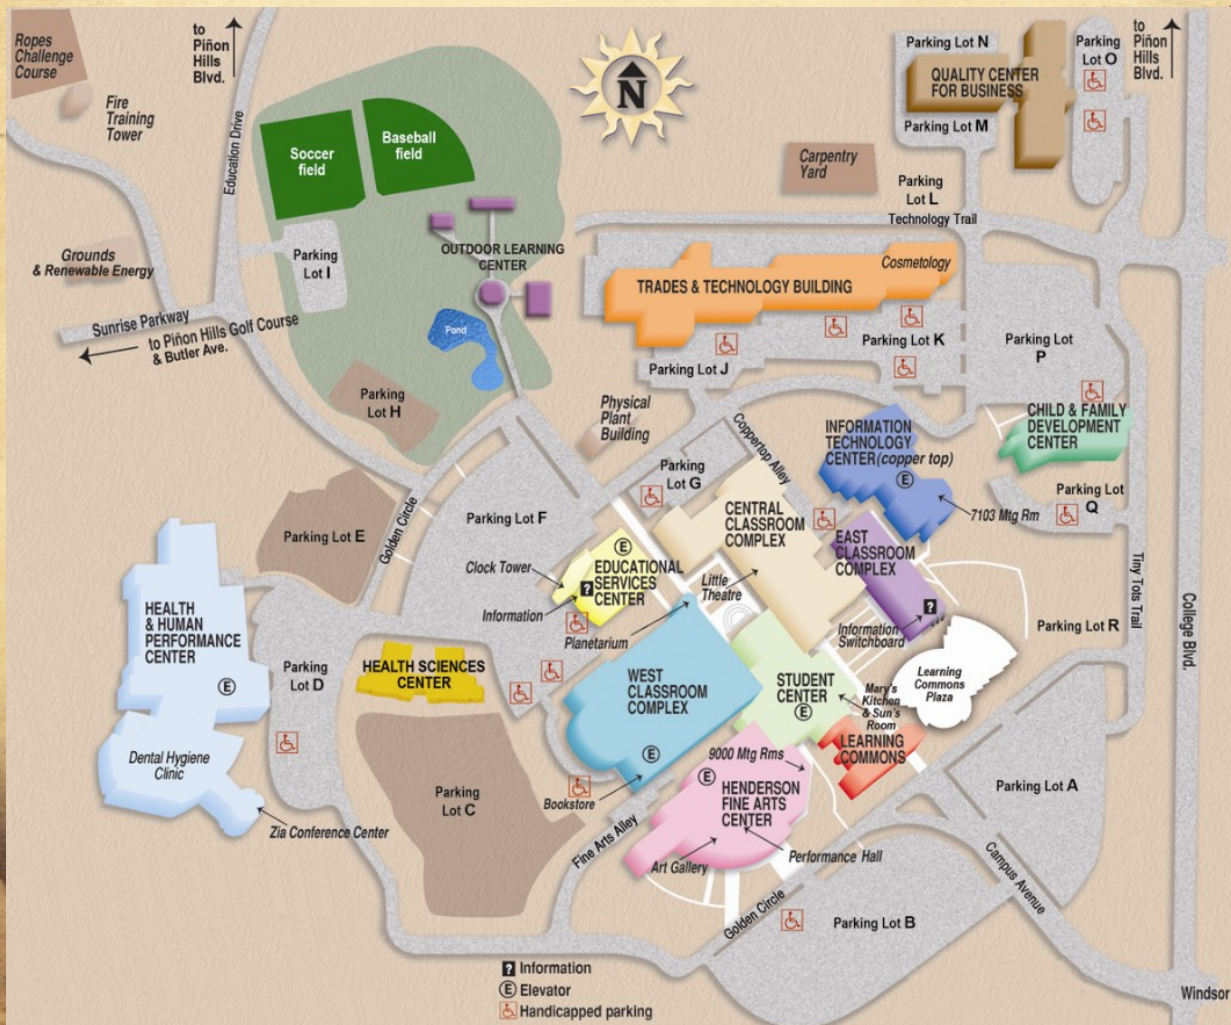 Ropes
Challenge
Course
Fire
Training
Tower
to
Piñon
Hills
Blvd.
Education Drive
Soccer
field
Baseball
field
N
Parking Lot N
QUALITY CENTER
FOR BUSINESS
Parking Lot M
Parking
Lot O
to
Piñon
Hills
Blvd.
Carpentry
Yard
Parking
Lot L
Technology Trail
Grounds
& Renewable Energy
Parking
Lot I
OUTDOOR LEARNING
CENTER
Cosmetology
TRADES & TECHNOLOGY BUILDING
Sunrise Parkway
to Piñon Hills Golf Course
& Butler Ave.
Pond
Parking Lot K
Parking Lot J
Parking Lot
P
Parking
Lot H
Physical
Plant
Building
Coppertop Alley
INFORMATION
TECHNOLOGY
CENTER (copper top)
E
CHILD & FAMILY
DEVELOPMENT
CENTER
Parking
Lot G
Parking Lot
Q
7103 Mtg Rm
Parking Lot E
Golden Circle
Parking Lot F
CENTRAL
CLASSROOM
COMPLEX
EAST
CLASSROOM
COMPLEX
Clock Tower
E
EDUCATIONAL
SERVICES
CENTER
?
Information
Planetarium
Little
Theatre
Information
Switchboard
?
Tiny Tots Trail
College Blvd.
Parking Lot R
HEALTH
& HUMAN
PERFORMANCE
CENTER
E
Parking
Lot D
HEALTH SCIENCES
CENTER
WEST
CLASSROOM
COMPLEX
E
STUDENT
CENTER
E
Mary's
Kitchen
& Sun's
Room
Learning
Commons
Plaza
LEARNING
COMMONS
Dental Hygiene
Clinic
Zia Conference Center
Parking
Lot C
Bookstore
9000 Mtg Rms
E
HENDERSON
FINE ARTS
CENTER
Parking Lot A
Fine Arts Alley
Art Gallery
Performance Hall
Campus Avenue
Golden Circle
Parking Lot B
? Information
E Elevator
Handicapped parking
Windsor